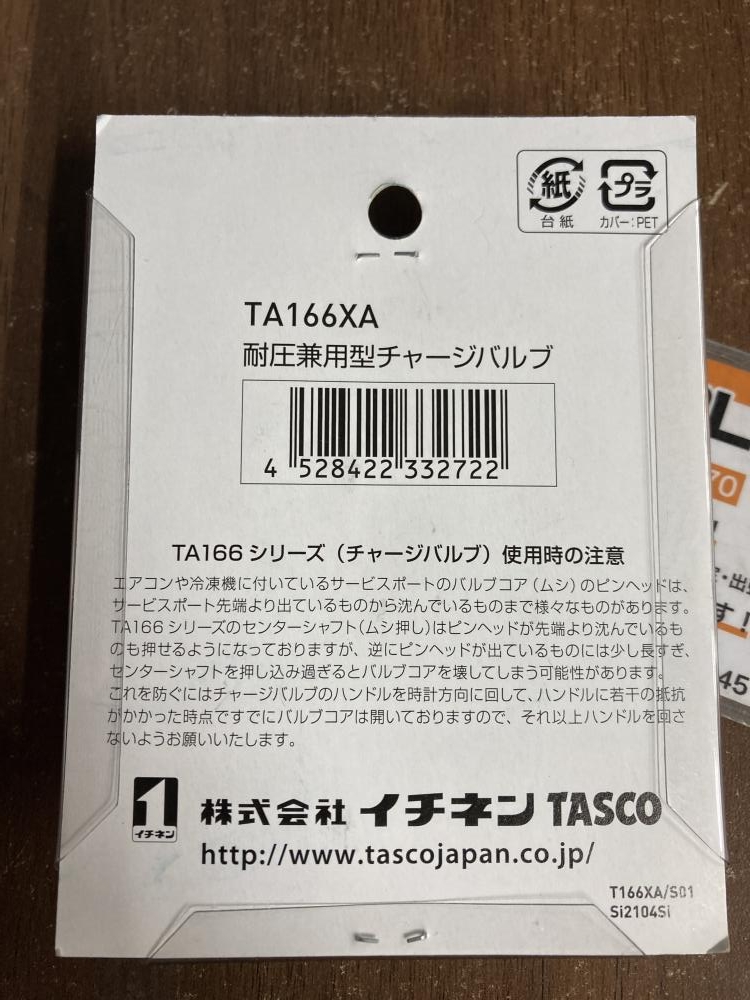 紙
プラ
台紙
カバー:PET
TA166XA
耐圧兼用型チャージバルブ
4 528422 332722
TA166 シリーズ（チャージバルブ）使用時の注意
エアコンや冷凍機に付いているサービスポートのバルブコア（ムシ）のピンヘッドは、
サービスポート先端より出ているものから沈んでいるものまで様々なものがあります。
TA166 シリーズのセンターシャフト（ムシ押し）はピンヘッドが先端より沈んでいるも
のも押せるようになっておりますが、逆にピンヘッドが出ているものには少し長すぎ、
センターシャフトを押し込み過ぎるとバルブコアを壊してしまう可能性があります。
これを防ぐにはチャージバルブのハンドルを時計方向に回して、ハンドルに若干の抵抗
がかかった時点ですでにバルブコアは開いておりますので、それ以上ハンドルを回さ
ないようお願いいたします。
イチネン
株式会社 イチネン TASCO
http://www.tascojapan.co.jp/
T166XA/S01
Si2104Si
L
70
・出
す！
45